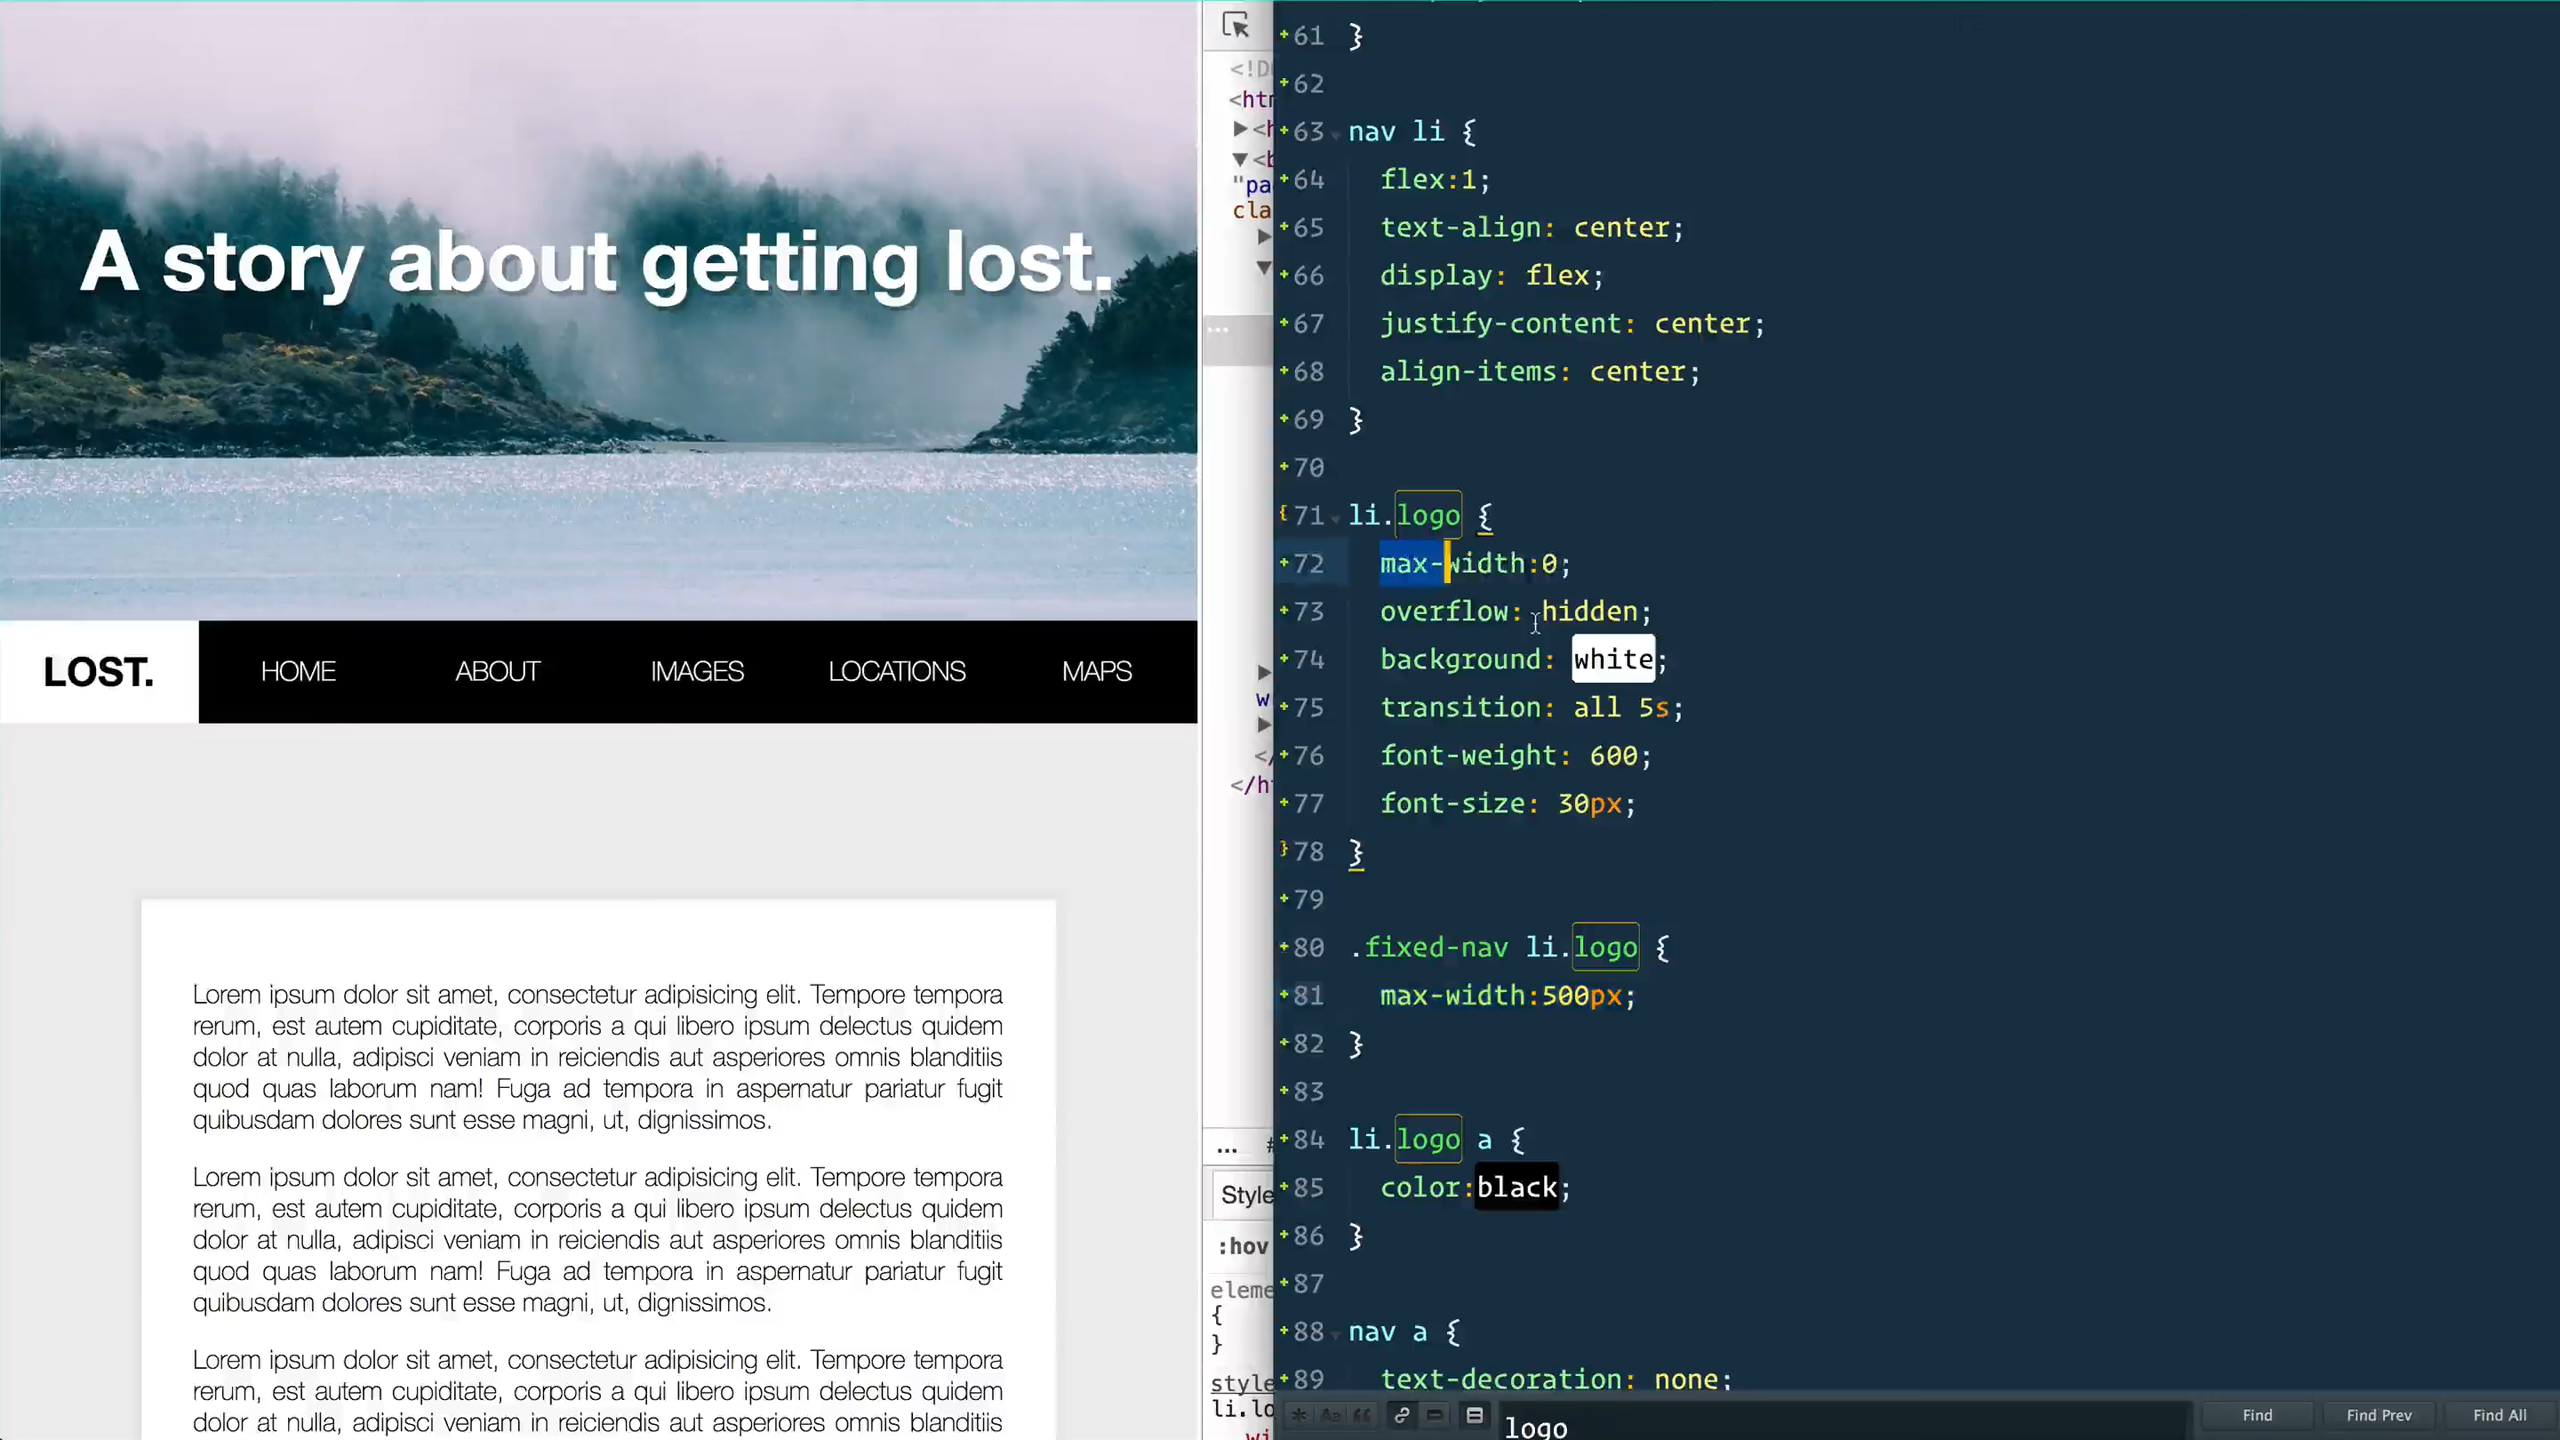 A story about getting lost.
LOST. HOME ABOUT IMAGES LOCATIONS MAPS
Lorem ipsum dolor sit amet, consectetur adipisicing elit. Tempore tempora
rerum, est autem cupiditate, corporis a qui libero ipsum delectus quidem
dolor at nulla, adipisci veniam in reiciendis aut asperiores omnis blanditiis
quod quas laborum nam! Fuga ad tempora in aspernatur pariatur fugit
quibusdam dolores sunt esse magni, ut, dignissimos.
Lorem ipsum dolor sit amet, consectetur adipisicing elit. Tempore tempora
rerum, est autem cupiditate, corporis a qui libero ipsum delectus quidem
dolor at nulla, adipisci veniam in reiciendis aut asperiores omnis blanditiis
quod quas laborum nam! Fuga ad tempora in aspernatur pariatur fugit
quibusdam dolores sunt esse magni, ut, dignissimos.
Lorem ipsum dolor sit amet, consectetur adipisicing elit. Tempore tempora
rerum, est autem cupiditate, corporis a qui libero ipsum delectus quidem
dolor at nulla, adipisci veniam in reiciendis aut asperiores omnis blanditiis
<!D
<htm
<h
<b
"pa
cla
...
w
</
</h
...
Style
:hov
eleme
{
}
style
li.lo
wi
61 }
62
63 nav li {
64 flex:1;
65 text-align: center;
66 display: flex;
67 justify-content: center;
68 align-items: center;
69 }
70
71 li.logo {
72 max-width:0;
73 overflow: hidden;
74 background: white;
75 transition: all 5s;
76 font-weight: 600;
77 font-size: 30px;
78 }
79
80 .fixed-nav li.logo {
81 max-width:500px;
82 }
83
84 li.logo a {
85 color:black;
86 }
87
88 nav a {
89 text-decoration: none;
logo
Find Find Prev Find All